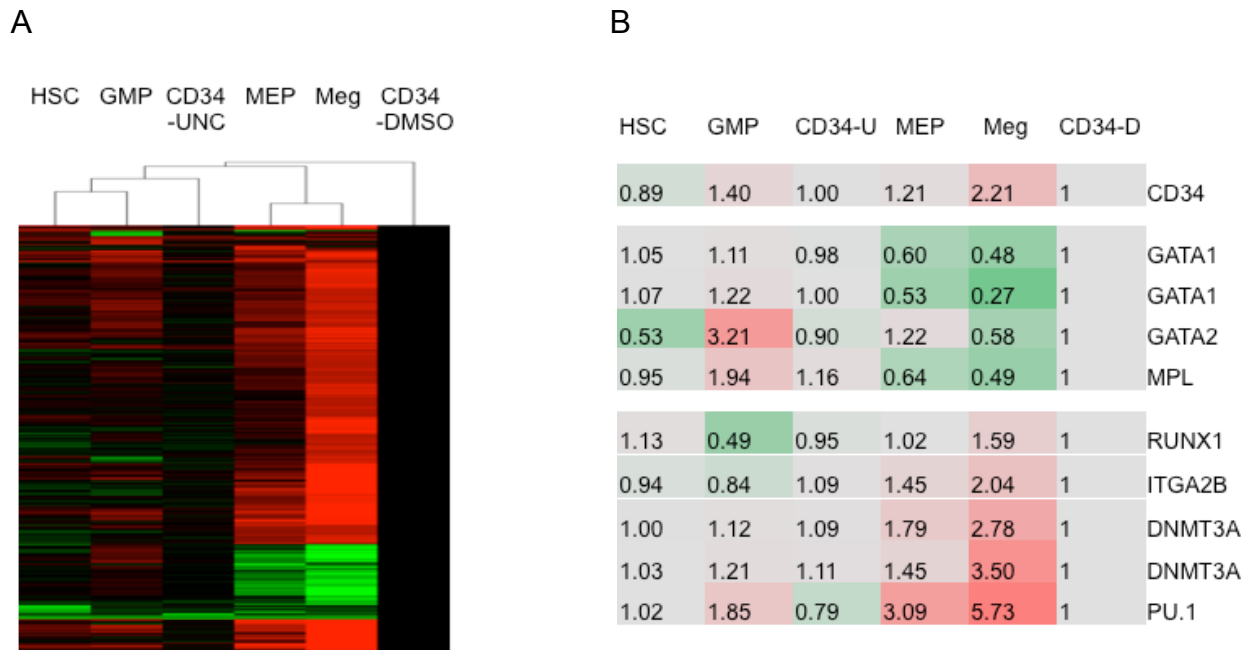 A
B
HSC GMP CD34 MEP Meg CD34
-UNC -DMSO
HSC GMP CD34-U MEP Meg CD34-D
0.89 1.40 1.00 1.21 2.21 1 CD34
1.05 1.11 0.98 0.60 0.48 1 GATA1
1.07 1.22 1.00 0.53 0.27 1 GATA1
0.53 3.21 0.90 1.22 0.58 1 GATA2
0.95 1.94 1.16 0.64 0.49 1 MPL
1.13 0.49 0.95 1.02 1.59 1 RUNX1
0.94 0.84 1.09 1.45 2.04 1 ITGA2B
1.00 1.12 1.09 1.79 2.78 1 DNMT3A
1.03 1.21 1.11 1.45 3.50 1 DNMT3A
1.02 1.85 0.79 3.09 5.73 1 PU.1